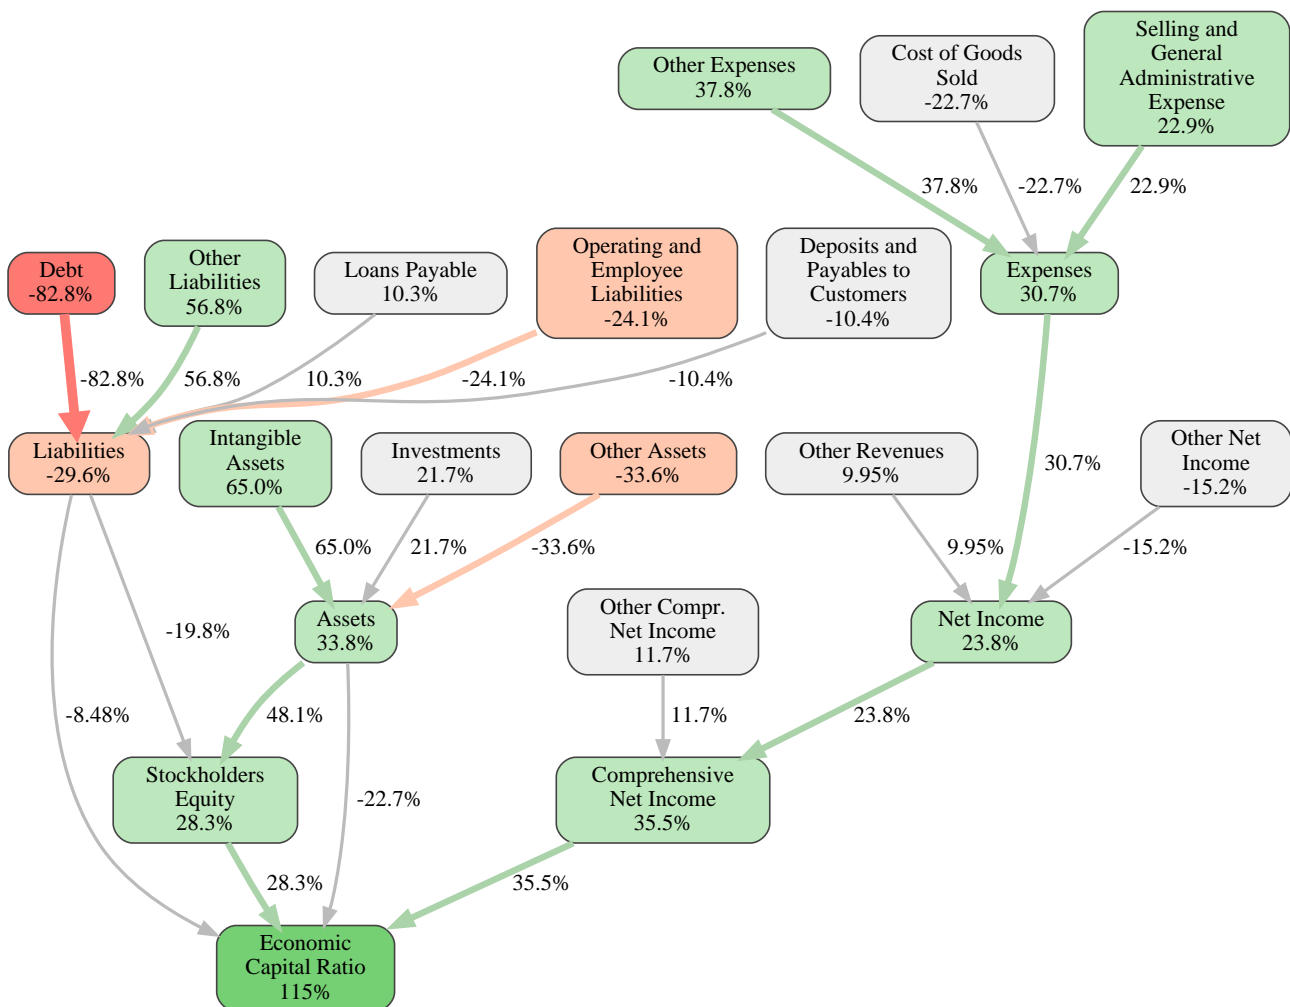 Selling and
General
Administrative
Expense
22.9%
Cost of Goods
Sold
-22.7%
Other Expenses
37.8%
37.8%
-22.7%
22.9%
Debt
-82.8%
Other
Liabilities
56.8%
Loans Payable
10.3%
Operating and
Employee
Liabilities
-24.1%
Deposits and
Payables to
Customers
-10.4%
Expenses
30.7%
-82.8%
56.8%
10.3%
-24.1%
-10.4%
Liabilities
-29.6%
Intangible
Assets
65.0%
Investments
21.7%
Other Assets
-33.6%
Other Revenues
9.95%
30.7%
Other Net
Income
-15.2%
65.0%
21.7%
-33.6%
9.95%
-15.2%
-19.8%
Assets
33.8%
Other Compr.
Net Income
11.7%
Net Income
23.8%
-8.48%
48.1%
11.7%
23.8%
Stockholders
Equity
28.3%
-22.7%
Comprehensive
Net Income
35.5%
28.3%
35.5%
Economic
Capital Ratio
115%